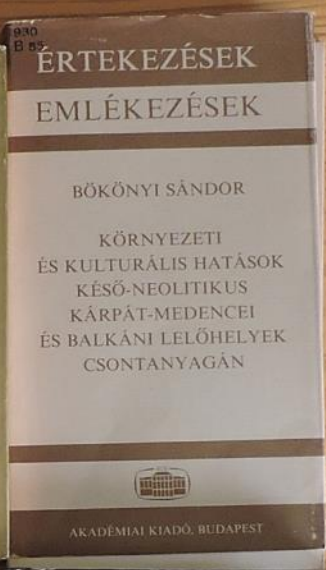 930
B 85
ÉRTEKEZÉSEK
EMLÉKEZÉSEK
BÖKÖNYI SÁNDOR
KÖRNYEZETI
ÉS KULTURÁLIS HATÁSOK
KÉSŐ-NEOLITIKUS
KÁRPÁT-MEDENCEI
ÉS BALKÁNI LELŐHELYEK
CSONTANYAGÁN
AKADÉMIAI KIADÓ, BUDAPEST